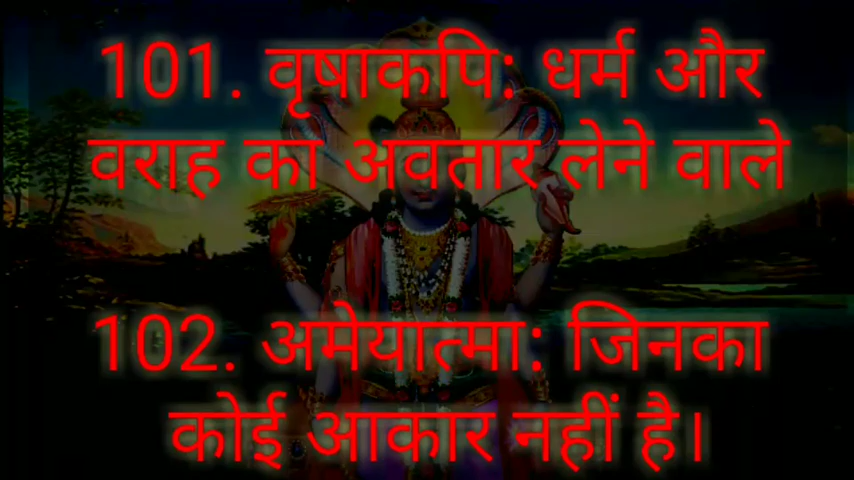 101. वृषाकपि: धर्म और
वराह का अवतार लेने वाले
102. अमेयात्मा: जिनका
कोई आकार नहीं है।